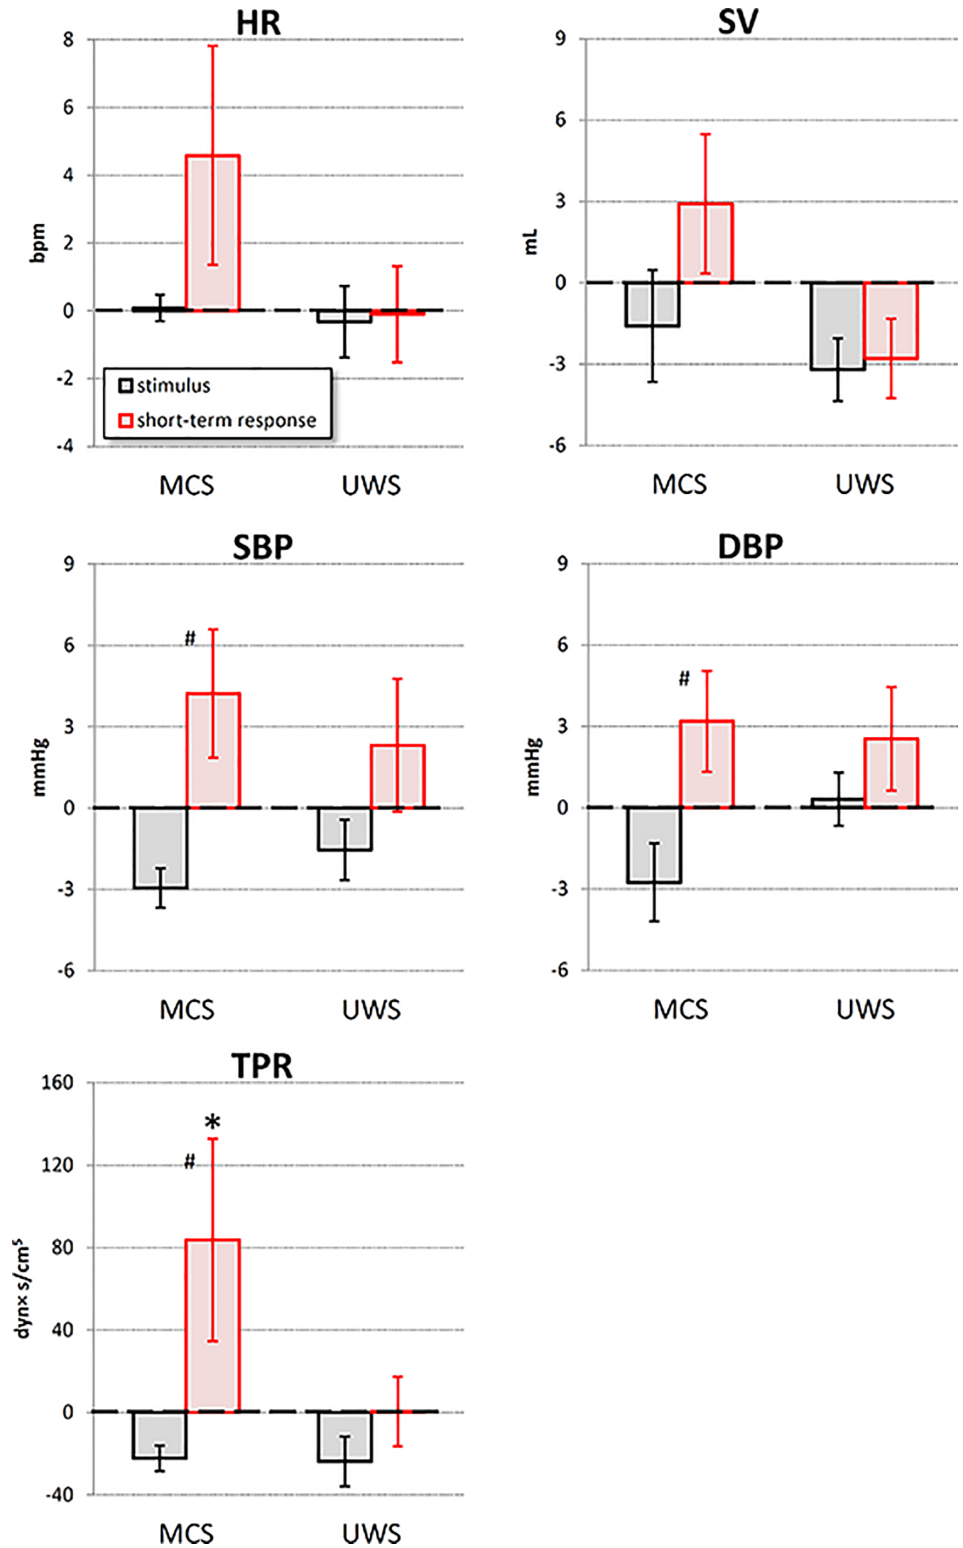 HR
8
6
4
2
0
-2
-4
bpm
stimulus
short-term response
MCS UWS
SV
9
6
3
0
-3
-6
mL
MCS UWS
SBP
9
6
3
0
-3
-6
mmHg
#
MCS UWS
DBP
9
6
3
0
-3
-6
mmHg
#
MCS UWS
TPR
160
120
80
40
0
-40
dyn× s/cm⁵
*
#
MCS UWS